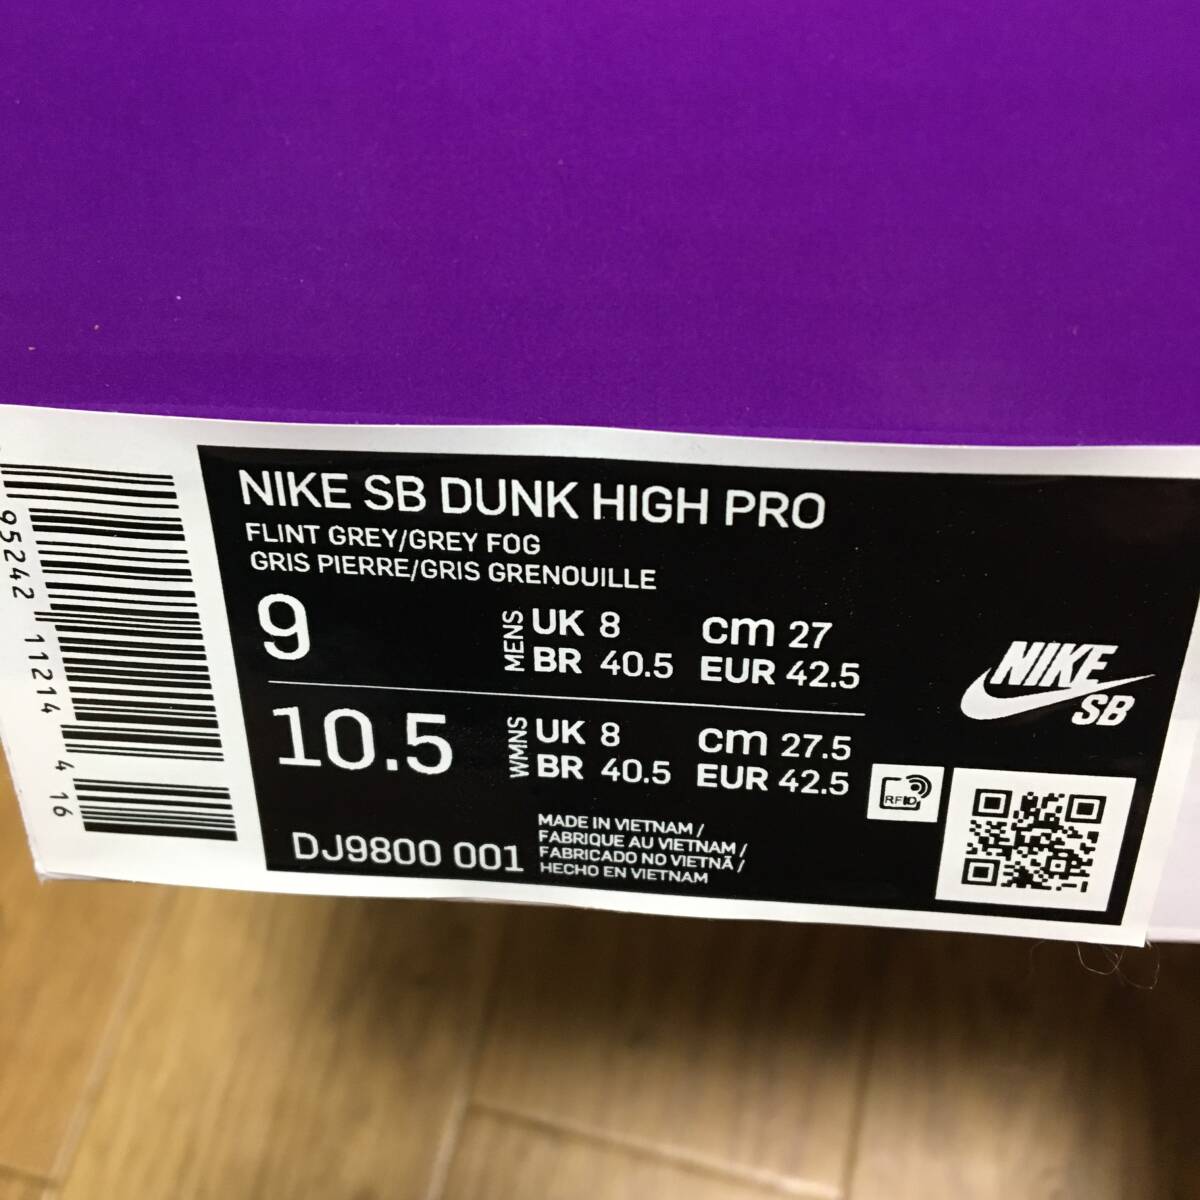 NIKE SB DUNK HIGH PRO
FLINT GREY/GREY FOG
GRIS PIERRE/GRIS GRENOUILLE
9
MENS
UK 8
cm 27
BR 40.5
EUR 42.5
10.5
WMNS
UK 8
cm 27.5
BR 40.5
EUR 42.5
DJ9800 001
MADE IN VIETNAM /
FABRIQUE AU VIETNAM /
FABRICADO NO VIETNÃ /
HECHO EN VIETNAM
NIKE
SB
RFID
95242 11214 4 16